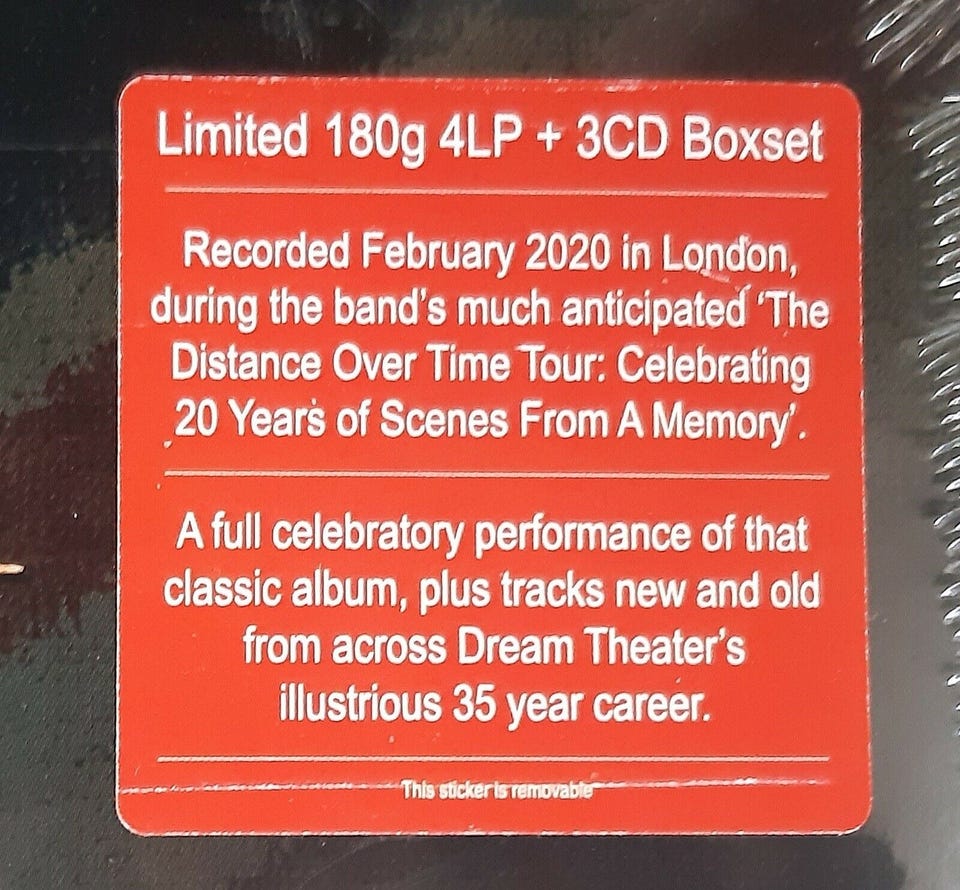 Limited 180g 4LP + 3CD Boxset
Recorded February 2020 in London,
during the band's much anticipated 'The
Distance Over Time Tour: Celebrating
20 Years of Scenes From A Memory'.
A full celebratory performance of that
classic album, plus tracks new and old
from across Dream Theater's
illustrious 35 year career.
This sticker is removable